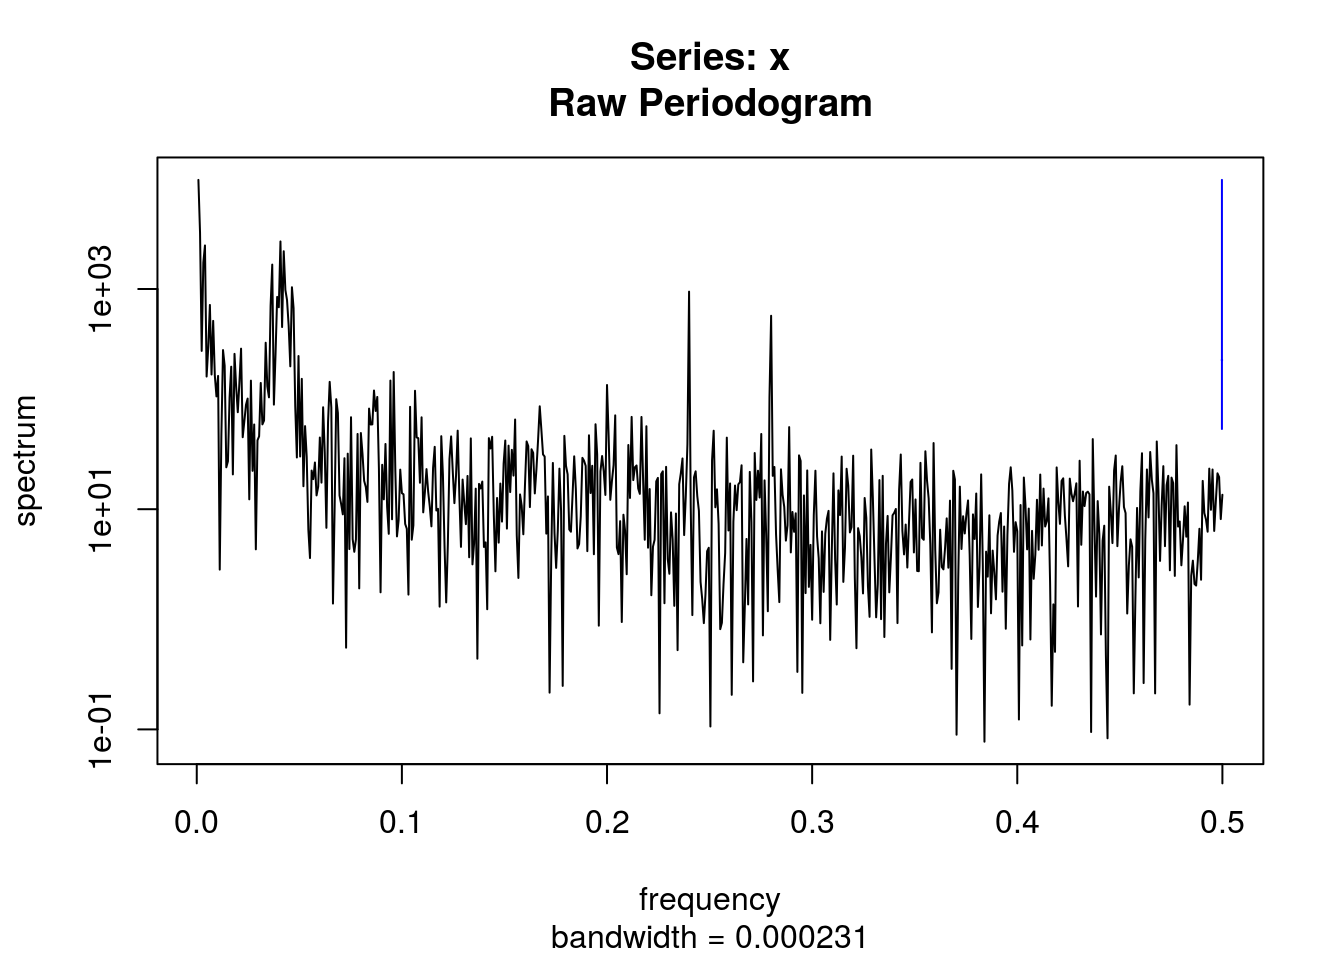 Series: x
Raw Periodogram
spectrum
1e+03
1e+01
1e-01
0.0 0.1 0.2 0.3 0.4 0.5
frequency
bandwidth = 0.000231